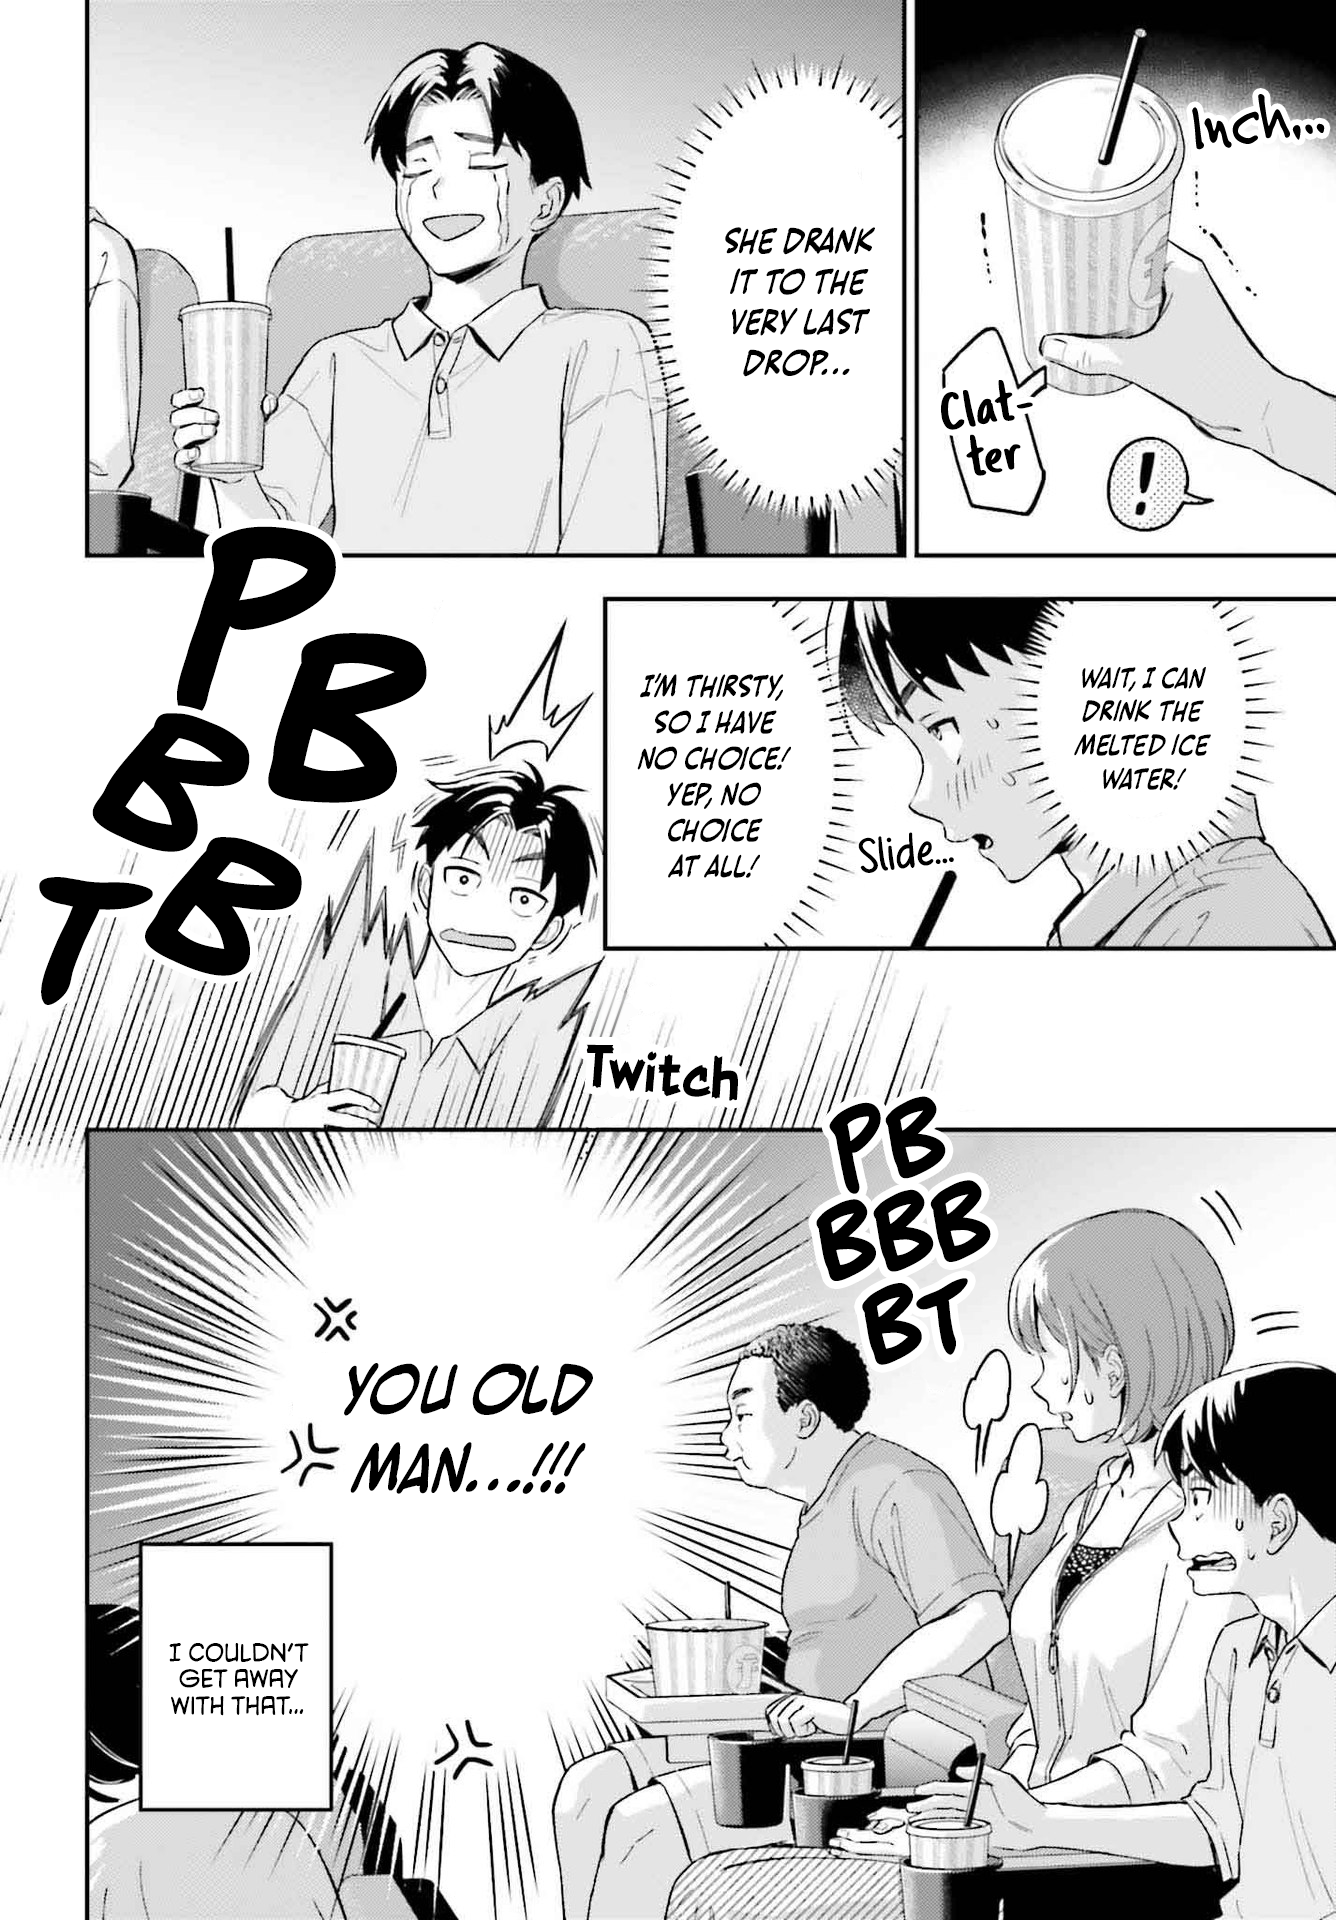 Inch...
Clat-
ter
!
SHE DRANK
IT TO THE
VERY LAST
DROP...
WAIT, I CAN
DRINK THE
MELTED ICE
WATER!
Slide...
I'M THIRSTY,
SO I HAVE
NO CHOICE!
YEP, NO
CHOICE
AT ALL!
PB
BB
T
Twitch
PB
BBB
BT
YOU OLD
MAN...!!!
I COULDN'T
GET AWAY
WITH THAT...